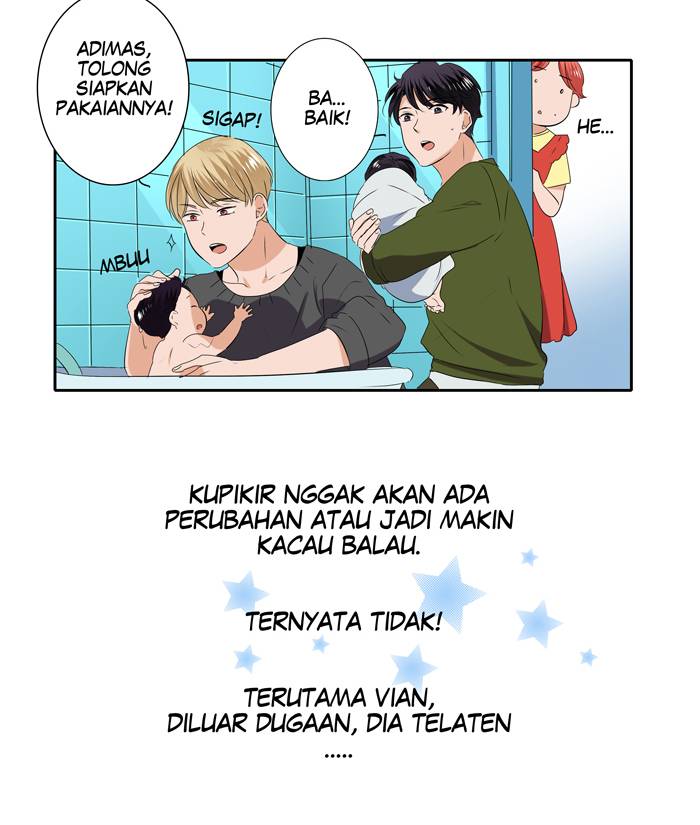 ADIMAS,
TOLONG
SIAPKAN
PAKAIANNYA!
SIGAP!
BA...
BAIK!
HE...
MBUU
KUPIKIR NGGAK AKAN ADA
PERUBAHAN ATAU JADI MAKIN
KACAU BALAU.
TERNYATA TIDAK!
TERUTAMA VIAN,
DILUAR DUGAAN, DIA TELATEN
.....